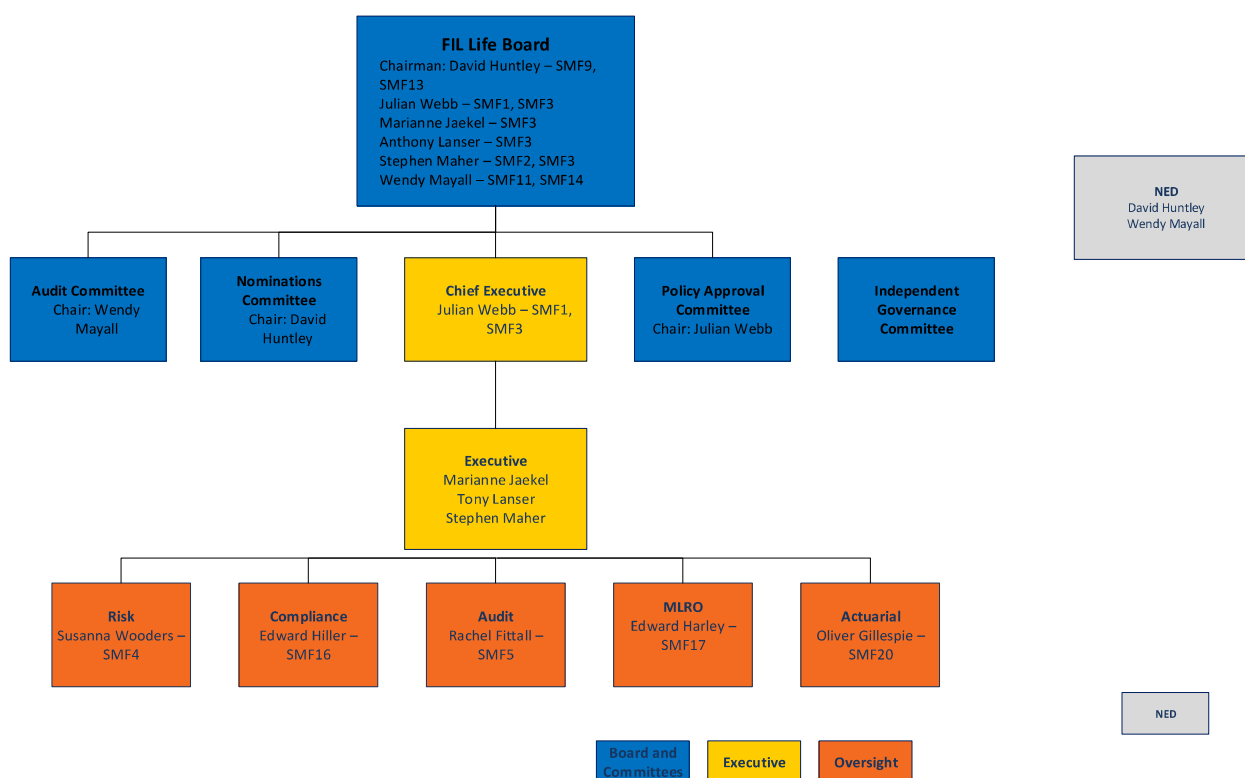 FIL Life Board
Chairman: David Huntley – SMF9,
SMF13
Julian Webb – SMF1, SMF3
Marianne Jaekel – SMF3
Anthony Lanser – SMF3
Stephen Maher – SMF2, SMF3
Wendy Mayall – SMF11, SMF14
NED
David Huntley
Wendy Mayall
Audit Committee
Chair: Wendy
Mayall
Nominations
Committee
Chair: David
Huntley
Chief Executive
Julian Webb – SMF1,
SMF3
Policy Approval
Committee
Chair: Julian Webb
Independent
Governance
Committee
Executive
Marianne Jaekel
Tony Lanser
Stephen Maher
Risk
Susanna Wooders –
SMF4
Compliance
Edward Hiller –
SMF16
Audit
Rachel Fittall –
SMF5
MLRO
Edward Harley –
SMF17
Actuarial
Oliver Gillespie –
SMF20
NED
Board and
Committees
Executive
Oversight